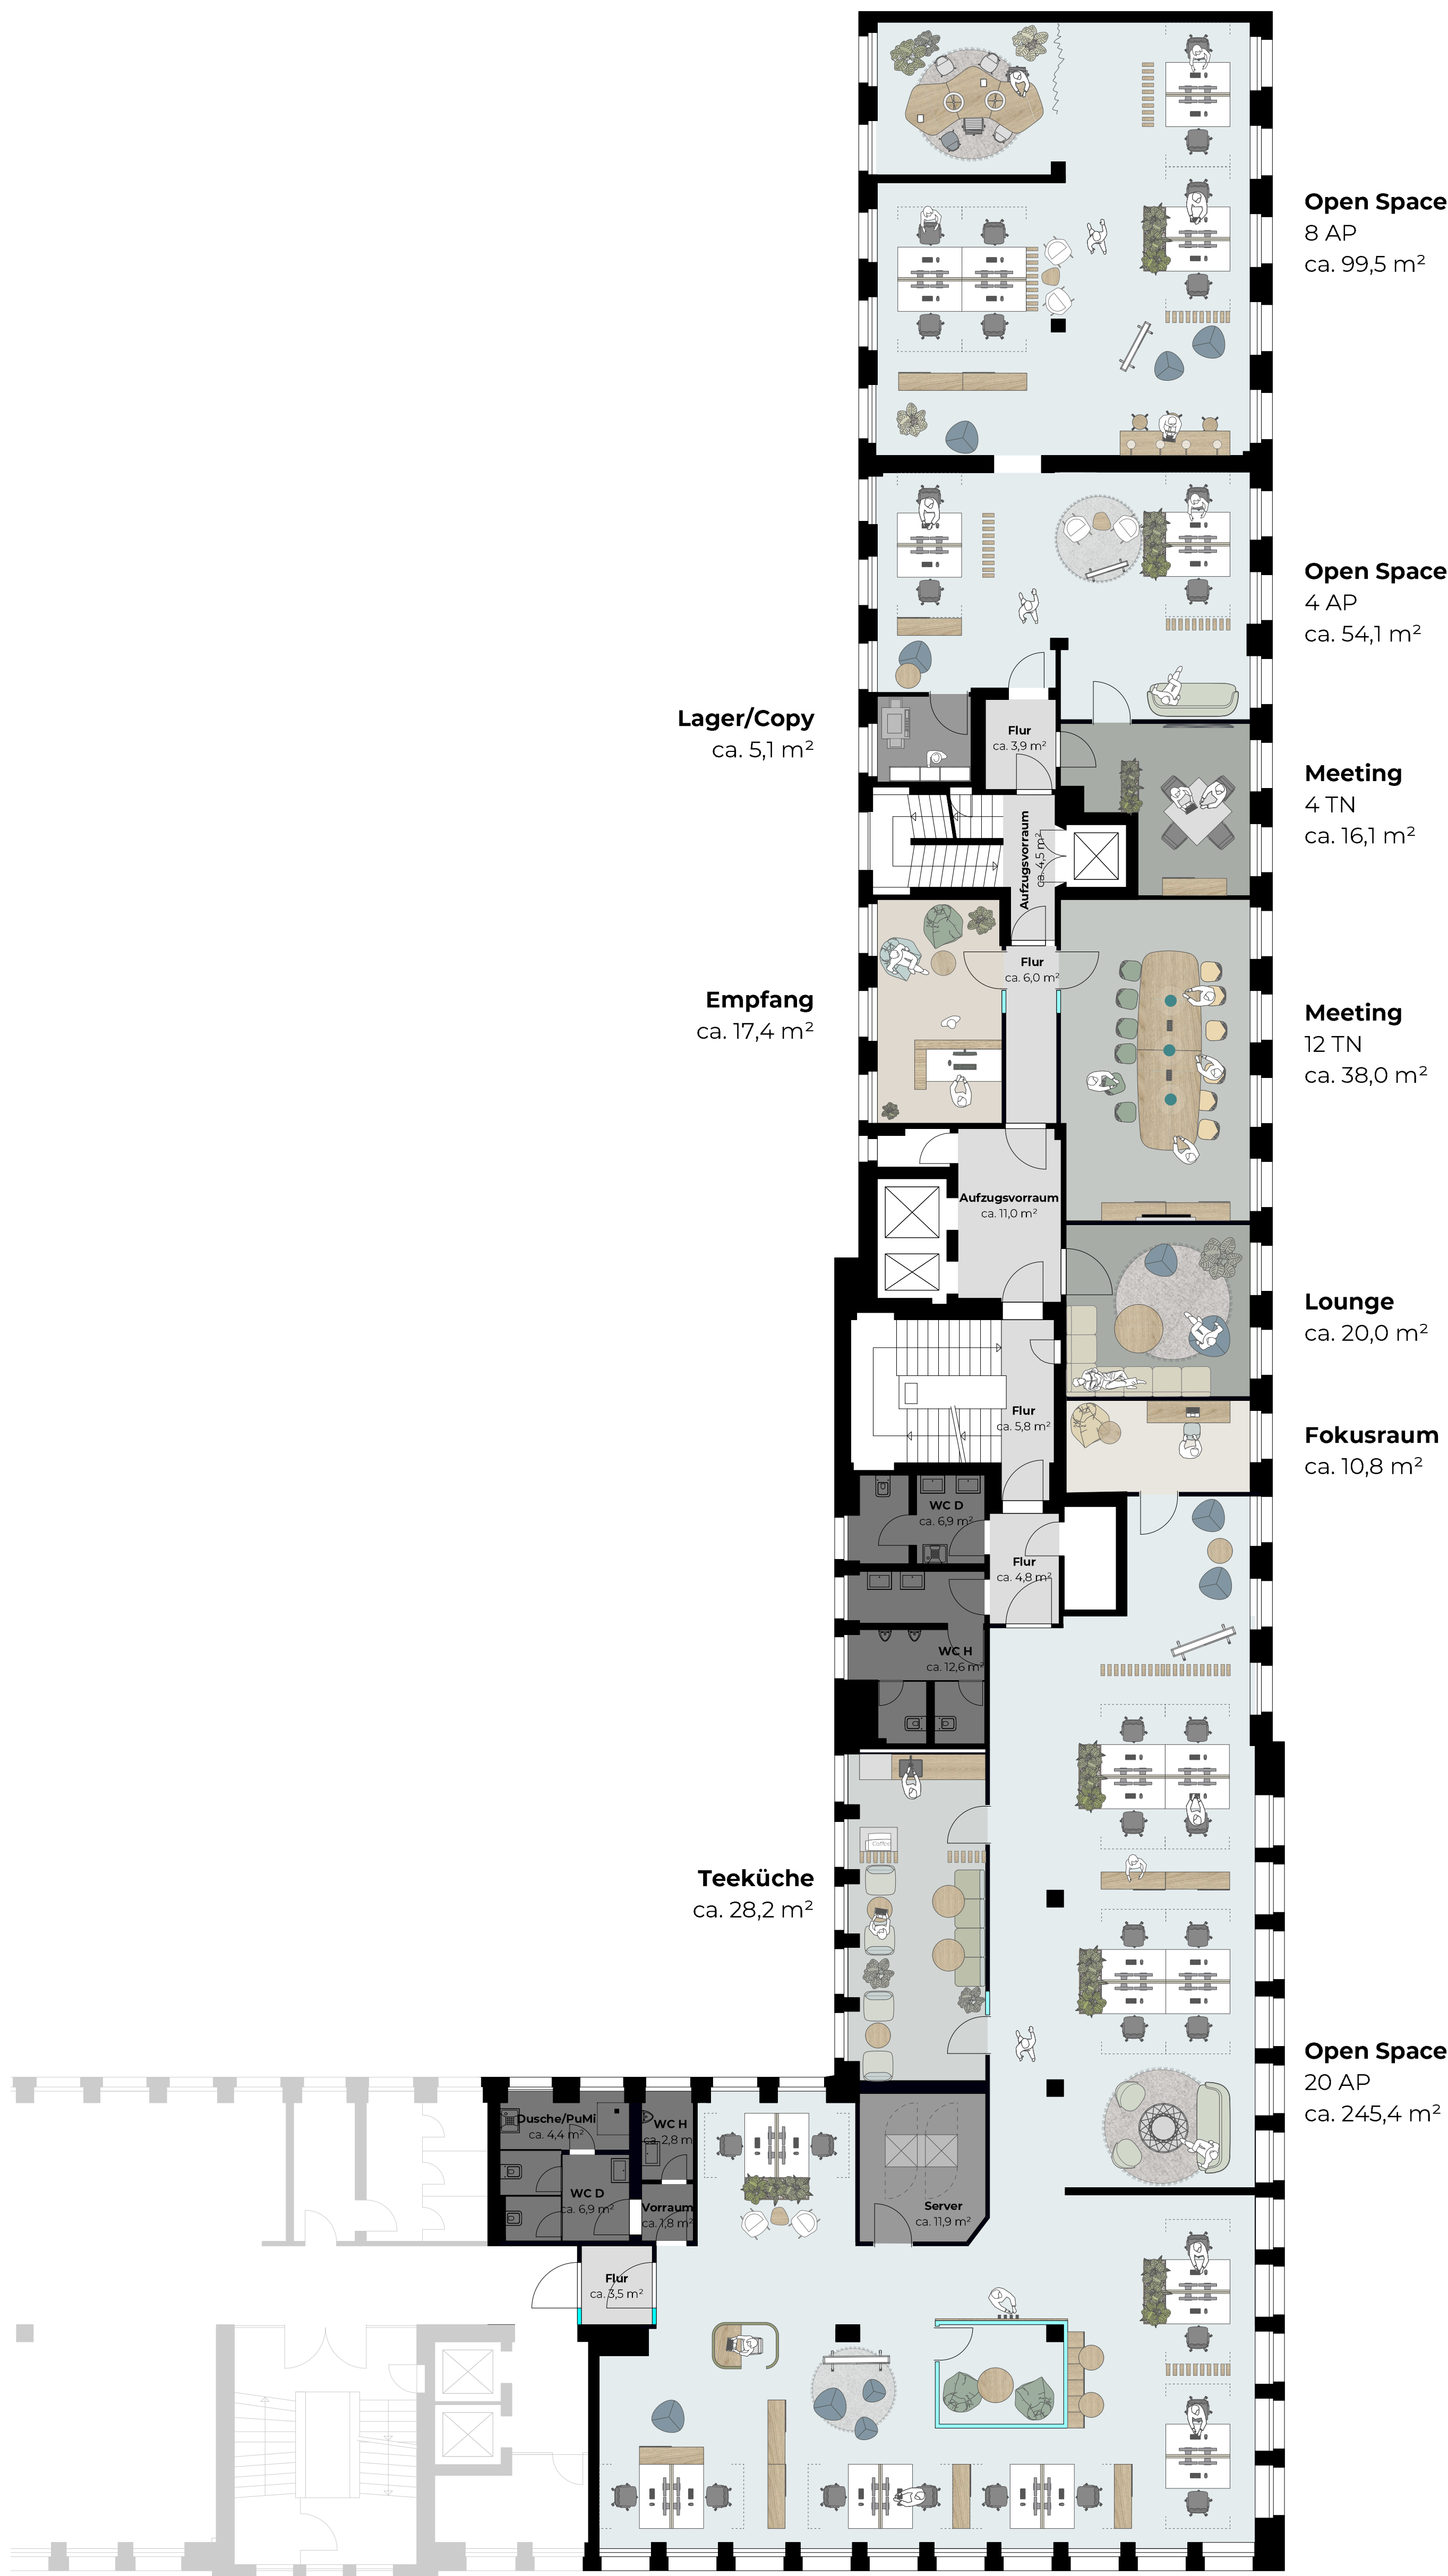 Open Space
8 AP
ca. 99,5 m²
Open Space
4 AP
ca. 54,1 m²
Lager/Copy
ca. 5,1 m²
Flur
ca. 3,9 m²
Meeting
4 TN
ca. 16,1 m²
Aufzugsvorraum
ca. 4,5 m²
Empfang
ca. 17,4 m²
Flur
ca. 6,0 m²
Meeting
12 TN
ca. 38,0 m²
Aufzugsvorraum
ca. 11,0 m²
Lounge
ca. 20,0 m²
Flur
ca. 5,8 m²
Fokusraum
ca. 10,8 m²
WC D
ca. 6,9 m²
Flur
ca. 4,8 m²
WC H
ca. 12,6 m²
Coffee
Teeküche
ca. 28,2 m²
Open Space
20 AP
ca. 245,4 m²
Dusche/PuMi
ca. 4,4 m²
WC H
ca. 2,8 m
WC D
ca. 6,9 m²
Vorraum
ca. 1,8 m²
Server
ca. 11,9 m²
Flur
ca. 3,5 m²